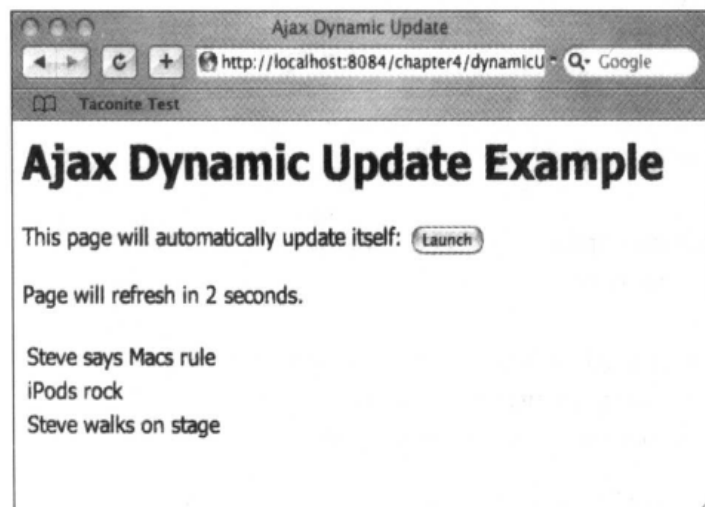 Ajax Dynamic Update
http://localhost:8084/chapter4/dynamicU
Google
Taconite Test
Ajax Dynamic Update Example
This page will automatically update itself: Launch
Page will refresh in 2 seconds.
Steve says Macs rule
iPods rock
Steve walks on stage